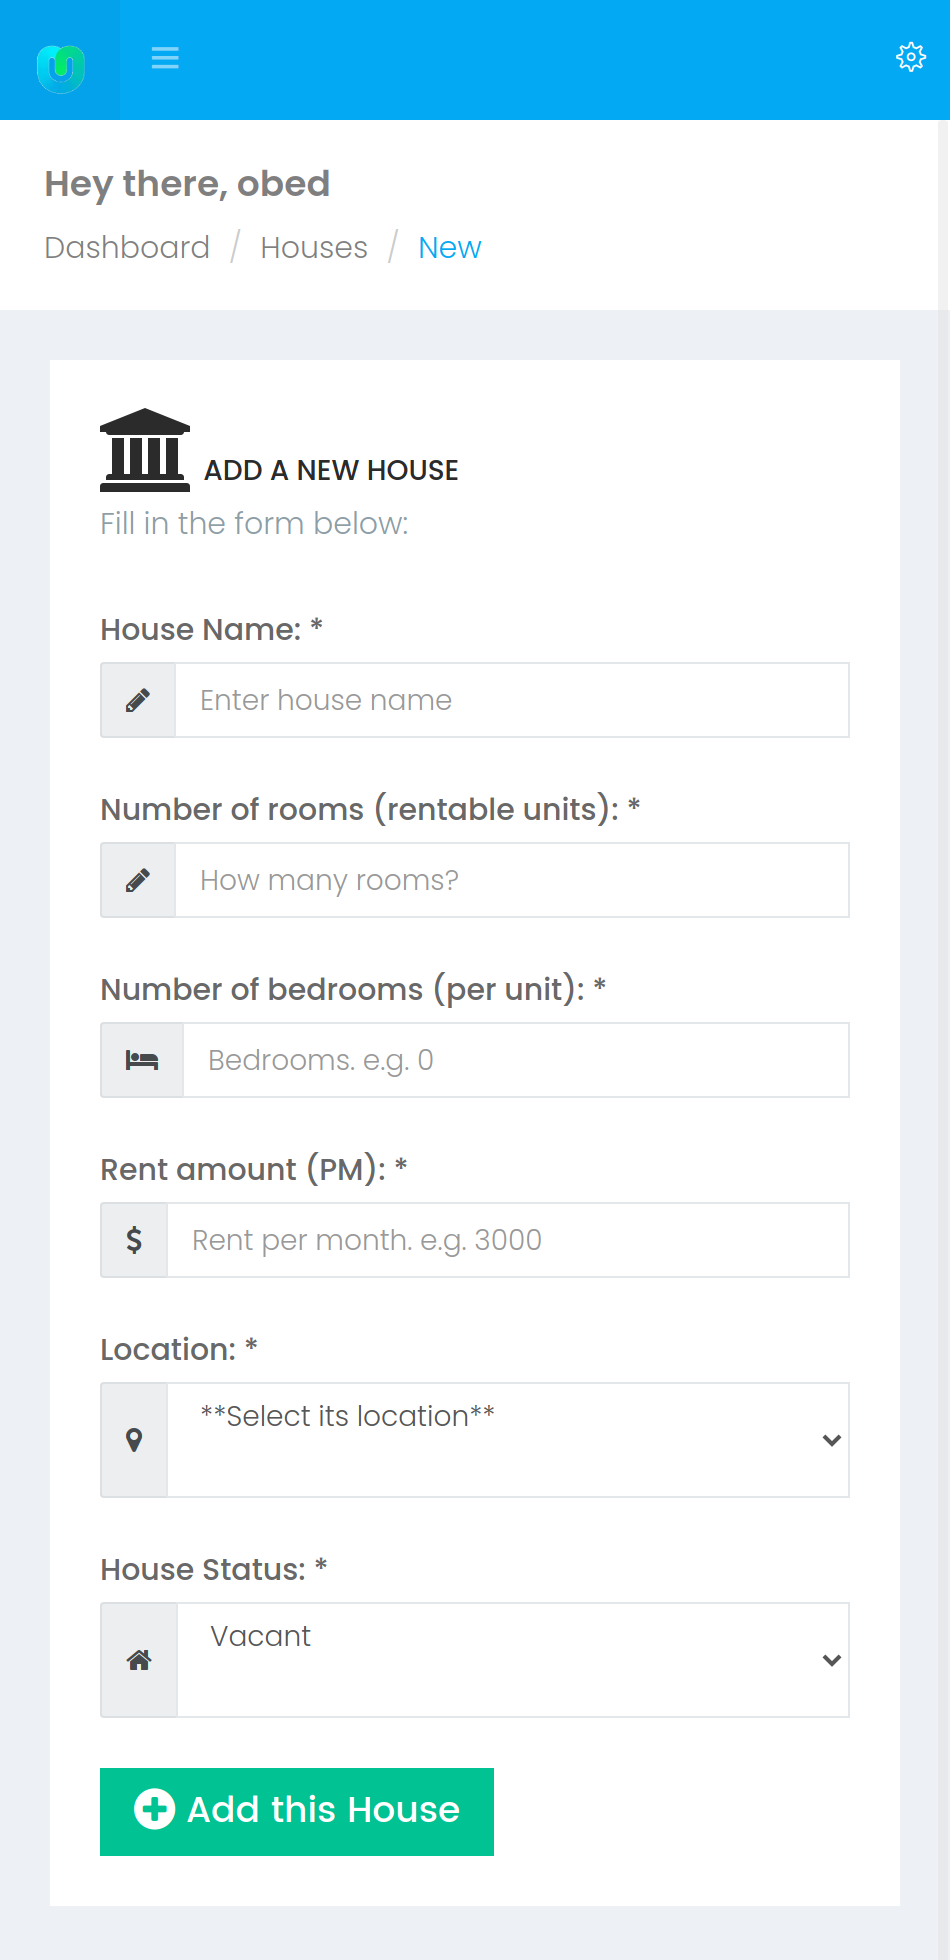 Hey there, obed
Dashboard / Houses / New
ADD A NEW HOUSE
Fill in the form below:
House Name: *
Enter house name
Number of rooms (rentable units): *
How many rooms?
Number of bedrooms (per unit): *
Bedrooms. e.g. 0
Rent amount (PM): *
$ Rent per month. e.g. 3000
Location: *
**Select its location**
House Status: *
Vacant
Add this House